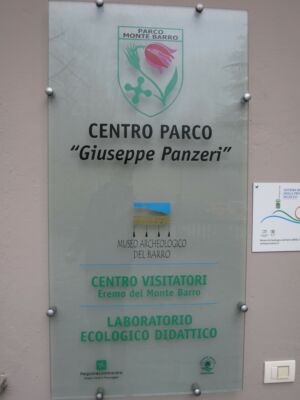 PARCO
MONTE BARRO
CENTRO PARCO
"Giuseppe Panzeri"
MUSEO ARCHEOLOGICO
DEL BARRO
CENTRO VISITATORI
Eremo del Monte Barro
LABORATORIO
ECOLOGICO DIDATTICO